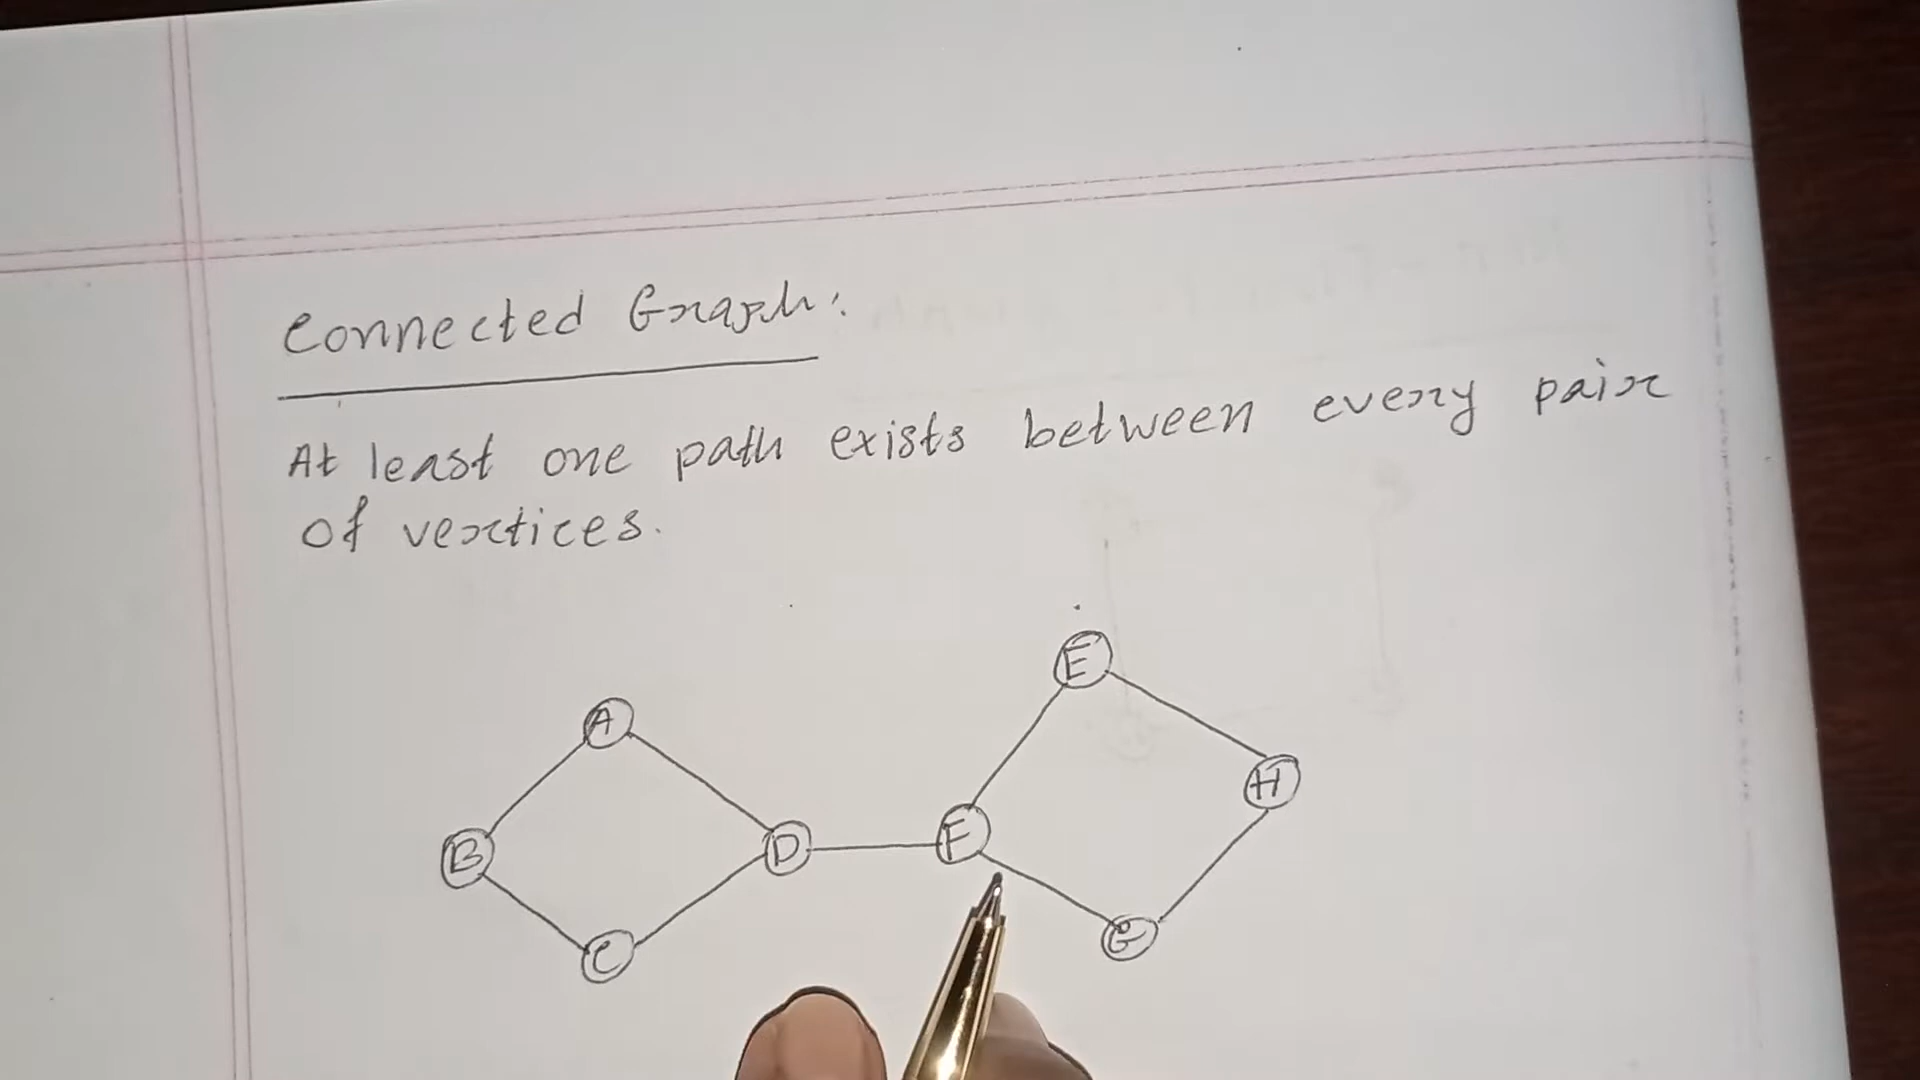 Connected Graph:
At least one path exists between every pair
of vertices.
E
A
H
F
D
B
G
C